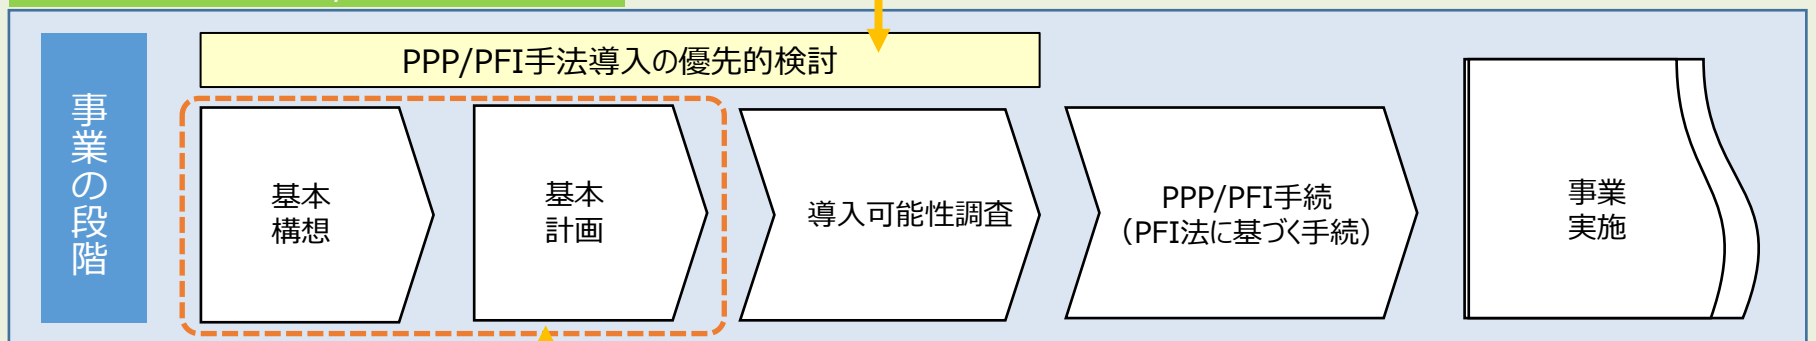 PPP/PFI手法導入の優先的検討
事業の段階
基本
構想
基本
計画
導入可能性調査
PPP/PFI手続
（PFI法に基づく手続）
事業
実施